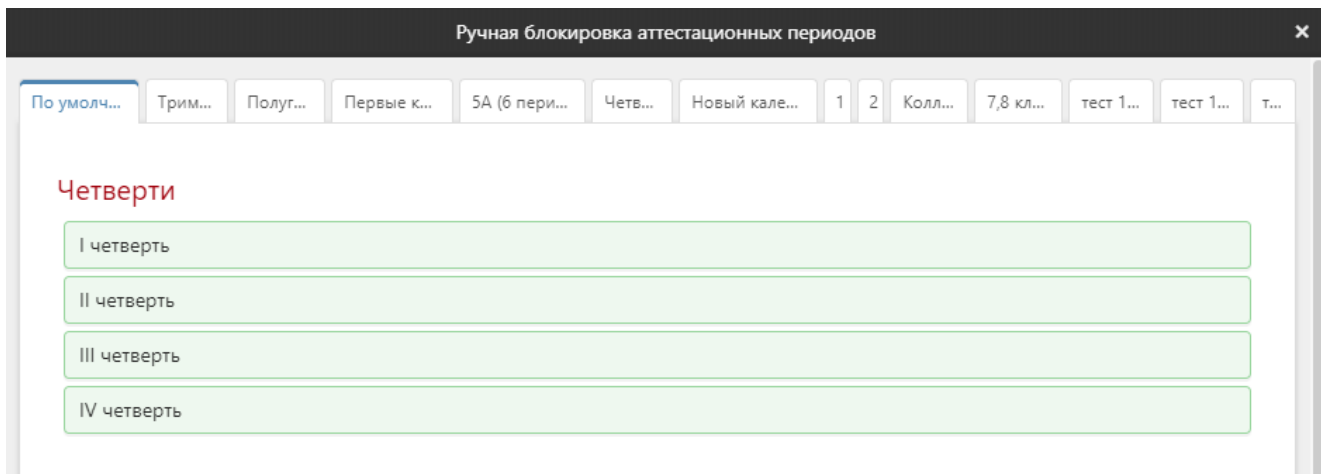 Ручная блокировка аттестационных периодов ×
По умолч... Трим... Полуг... Первые к... 5А (6 пери... Четв... Новый кале... 1 2 Колл... 7,8 кл... тест 1... тест 1... т...
Четверти
I четверть
II четверть
III четверть
IV четверть